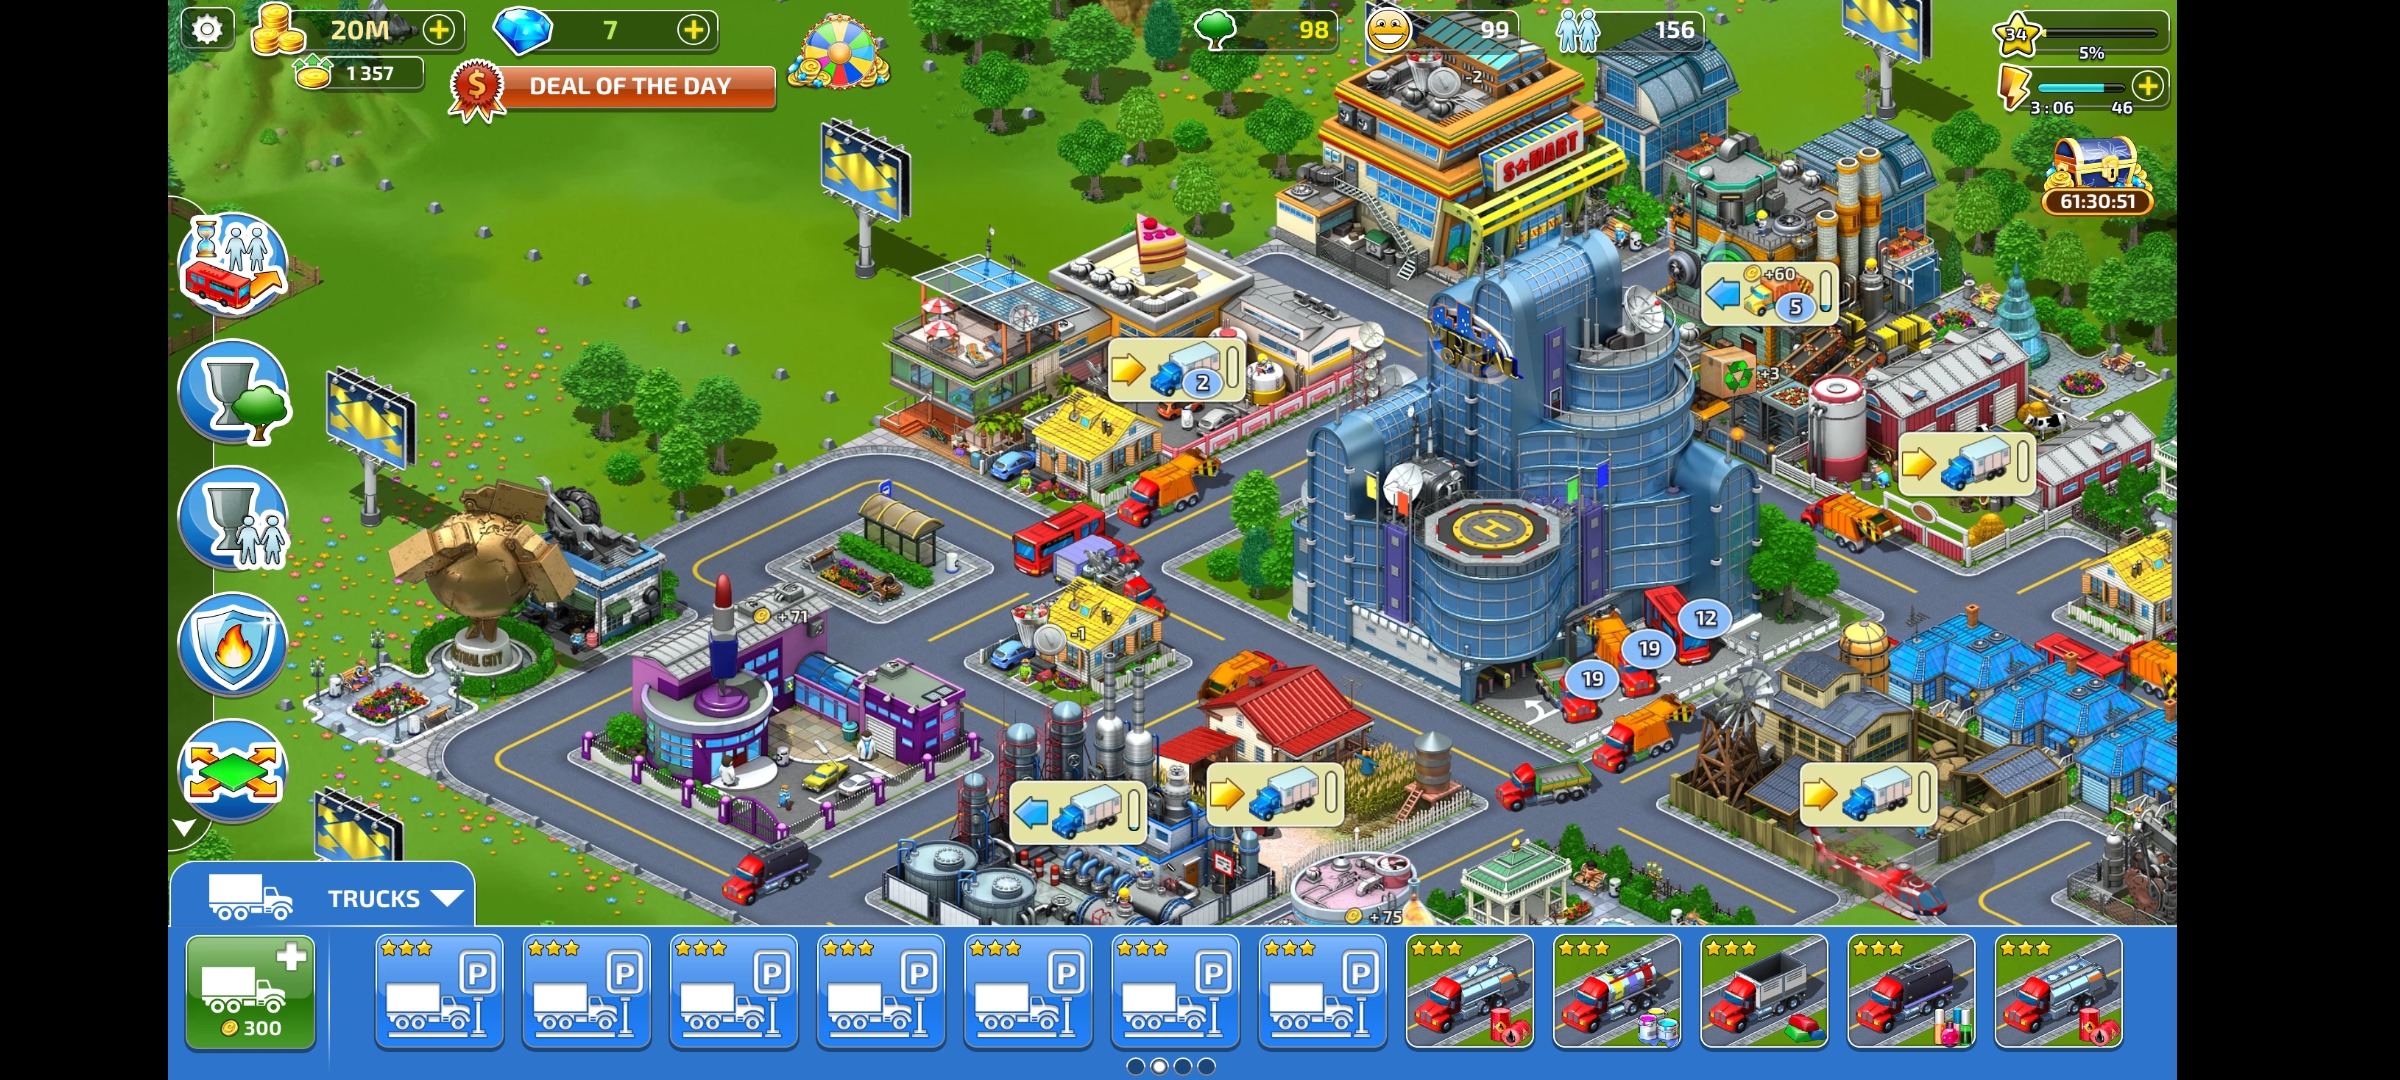 20M
7
98
99
156
34
5%
1 357
DEAL OF THE DAY
3:06
46
61:30:51
-2
S★MART
+60
5
2
+3
12
19
19
+71
-1
+75
TRUCKS
300
P
P
P
P
P
P
P
H